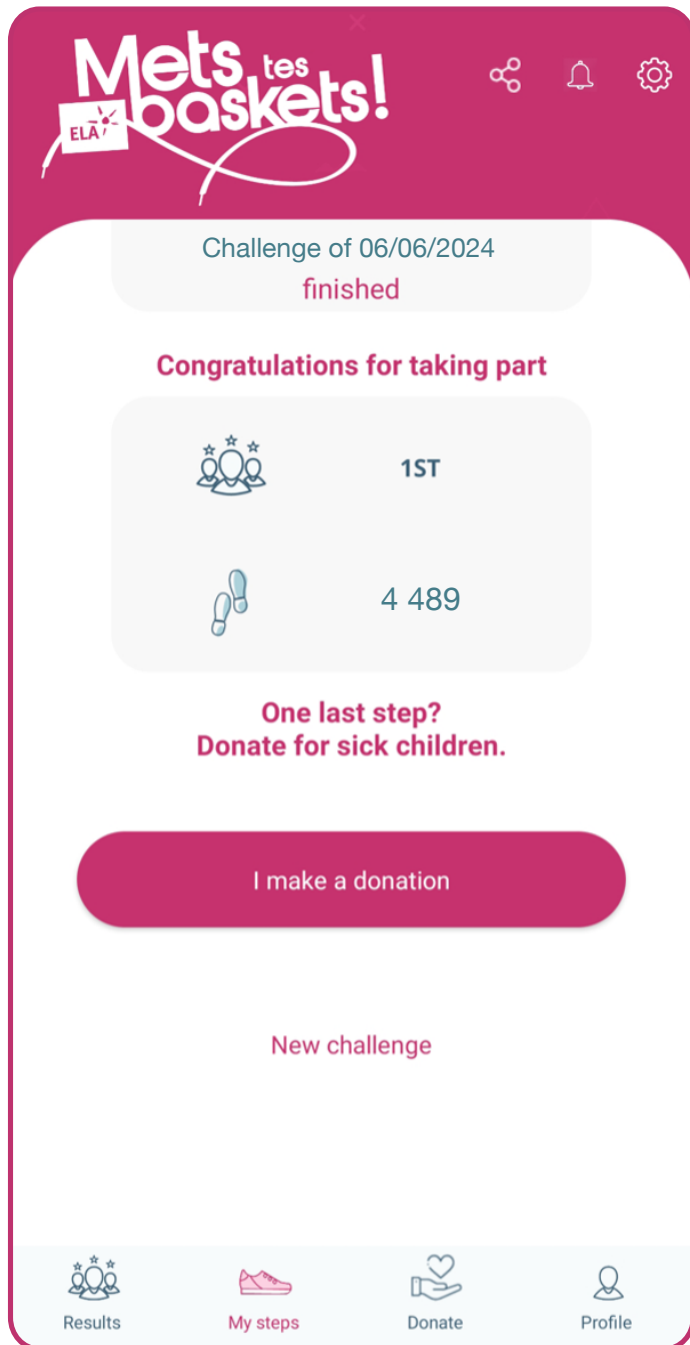 Mets tes
baskets!
ELA
Challenge of 06/06/2024
finished
Congratulations for taking part
1ST
4 489
One last step?
Donate for sick children.
I make a donation
New challenge
Results
My steps
Donate
Profile